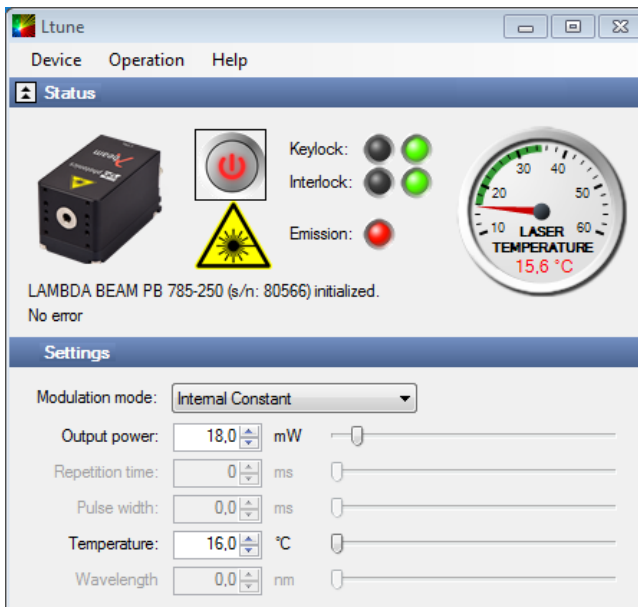 Ltune
Device Operation Help
Status
Keylock:
Interlock:
Emission:
10 20 30 40 50 60
LASER
TEMPERATURE
15,6 °C
LAMBDA BEAM PB 785-250 (s/n: 80566) initialized.
No error
Settings
Modulation mode: Internal Constant
Output power: 18,0 mW
Repetition time: 0 ms
Pulse width: 0,0 ms
Temperature: 16,0 °C
Wavelength 0,0 nm